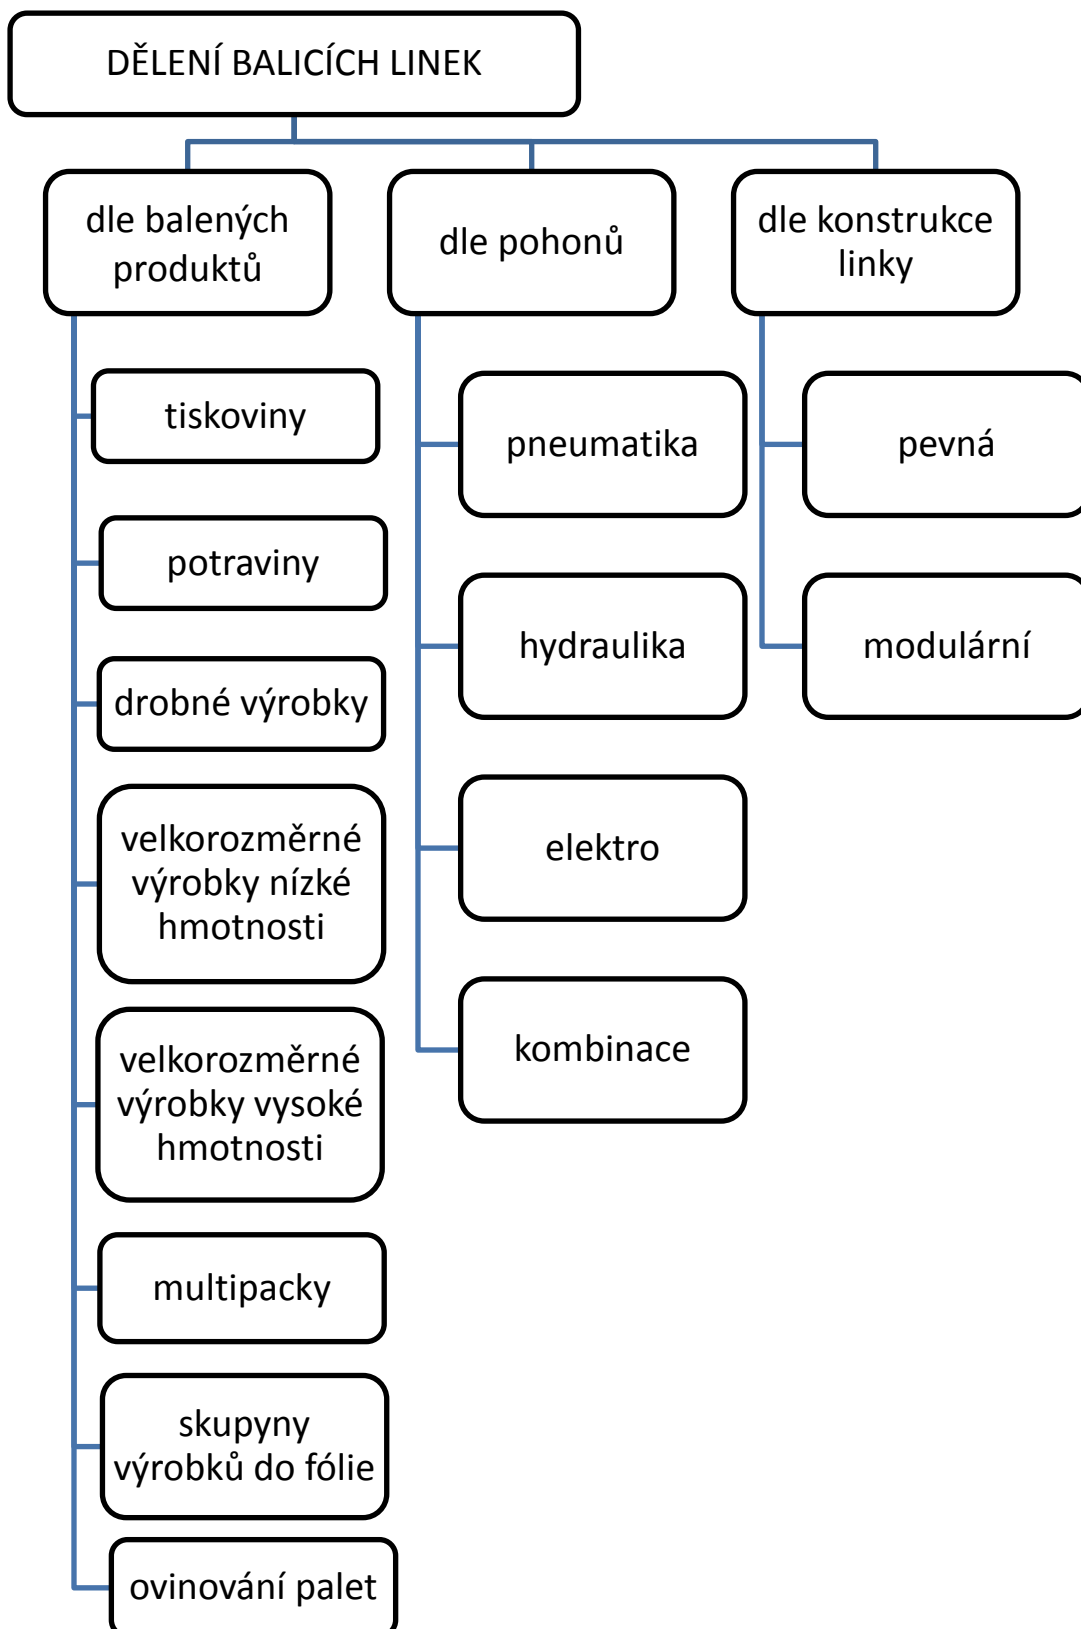 DĚLENÍ BALICÍCH LINEK
dle balených
produktů
tiskoviny
potraviny
drobné výrobky
velkorozměrné
výrobky nízké
hmotnosti
velkorozměrné
výrobky vysoké
hmotnosti
multipacky
skupyny
výrobků do fólie
ovinování palet
dle pohonů
pneumatika
hydraulika
elektro
kombinace
dle konstrukce
linky
pevná
modulární